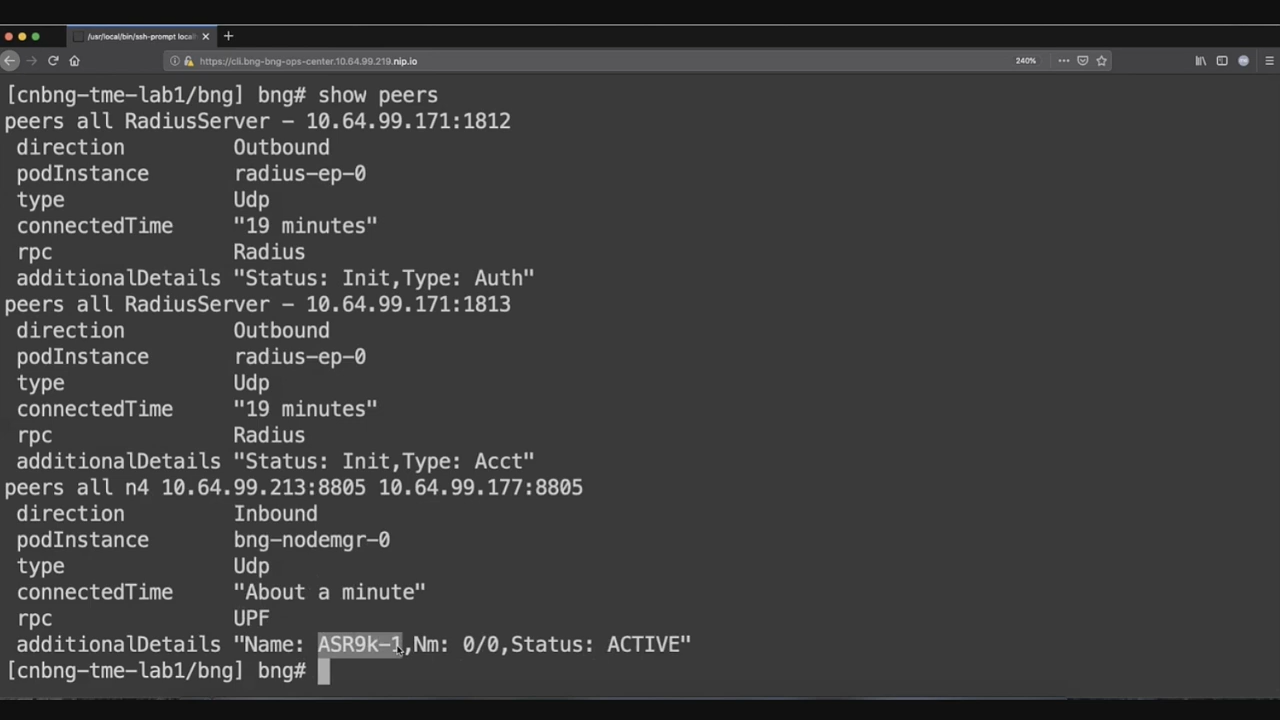 /usr/local/bin/ssh-prompt local
https://cli.bng-bng-ops-center.10.64.99.219.nip.io
240%
[cnbng-tme-lab1/bng] bng# show peers
peers all RadiusServer - 10.64.99.171:1812
direction Outbound
podInstance radius-ep-0
type Udp
connectedTime "19 minutes"
rpc Radius
additionalDetails "Status: Init,Type: Auth"
peers all RadiusServer - 10.64.99.171:1813
direction Outbound
podInstance radius-ep-0
type Udp
connectedTime "19 minutes"
rpc Radius
additionalDetails "Status: Init,Type: Acct"
peers all n4 10.64.99.213:8805 10.64.99.177:8805
direction Inbound
podInstance bng-nodemgr-0
type Udp
connectedTime "About a minute"
rpc UPF
additionalDetails "Name: ASR9k-1,Nm: 0/0,Status: ACTIVE"
[cnbng-tme-lab1/bng] bng#